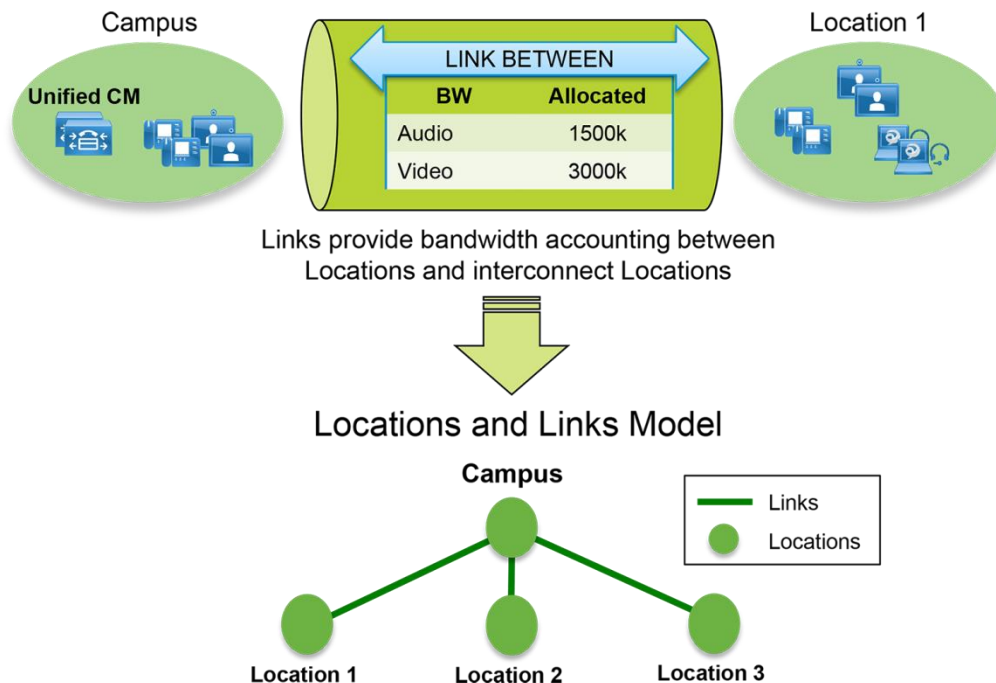 Campus
Location 1
LINK BETWEEN
Unified CM
BW Allocated
Audio 1500k
Video 3000k
Links provide bandwidth accounting between
Locations and interconnect Locations
Locations and Links Model
Campus
Links
Locations
Location 1
Location 2
Location 3